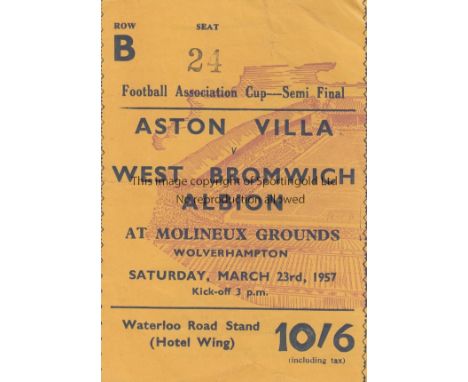 ROW SEAT
B 24
Football Association Cup—Semi Final
ASTON VILLA
v
WEST BROMWICH
This image copyright of Sportingold Ltd
No reproduction allowed
ALBION
AT MOLINEUX GROUNDS
WOLVERHAMPTON
SATURDAY, MARCH 23rd, 1957
Kick-off 3 p.m.
Waterloo Road Stand
(Hotel Wing)
10/6
(including tax)